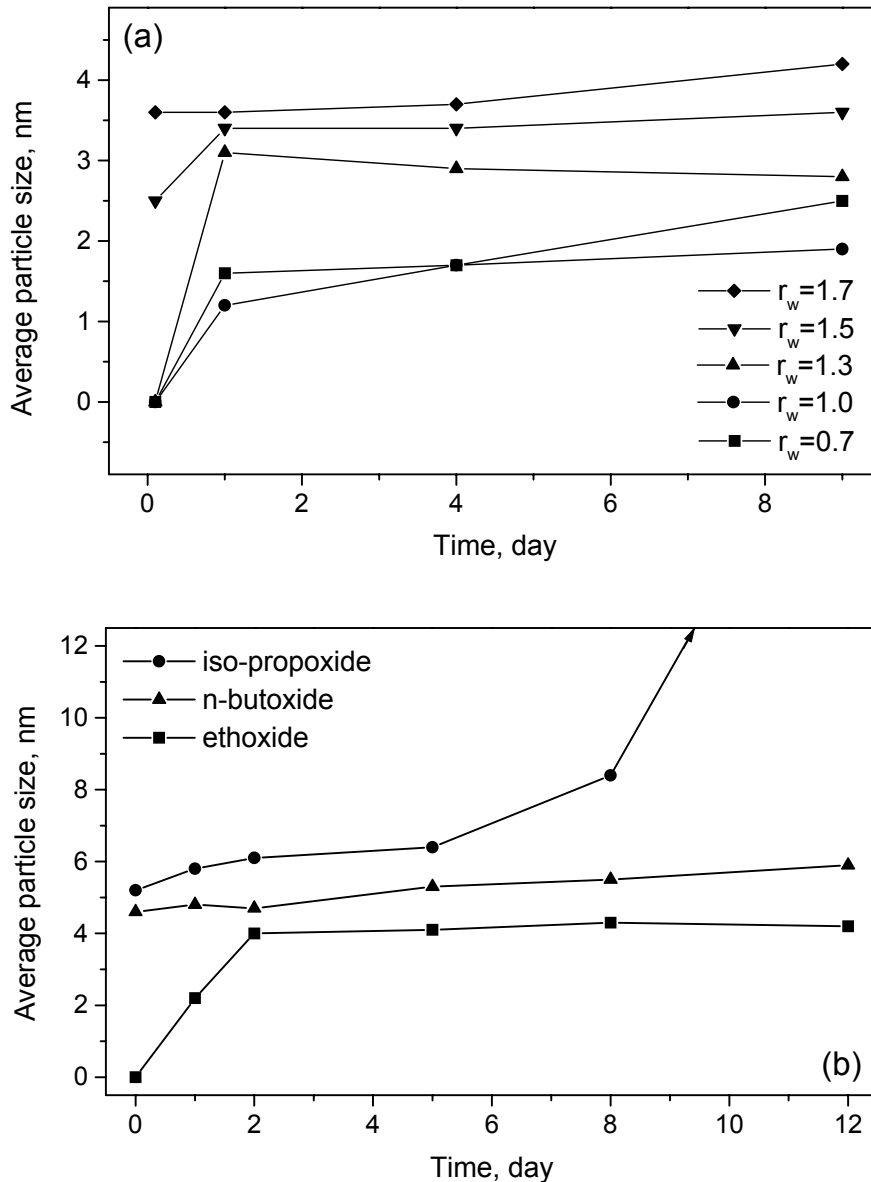 (a)
Average particle size, nm
4
3
2
1
0
r_w=1.7
r_w=1.5
r_w=1.3
r_w=1.0
r_w=0.7
0 2 4 6 8
Time, day
12
10
8
6
4
2
0
Average particle size, nm
iso-propoxide
n-butoxide
ethoxide
(b)
0 2 4 6 8 10 12
Time, day